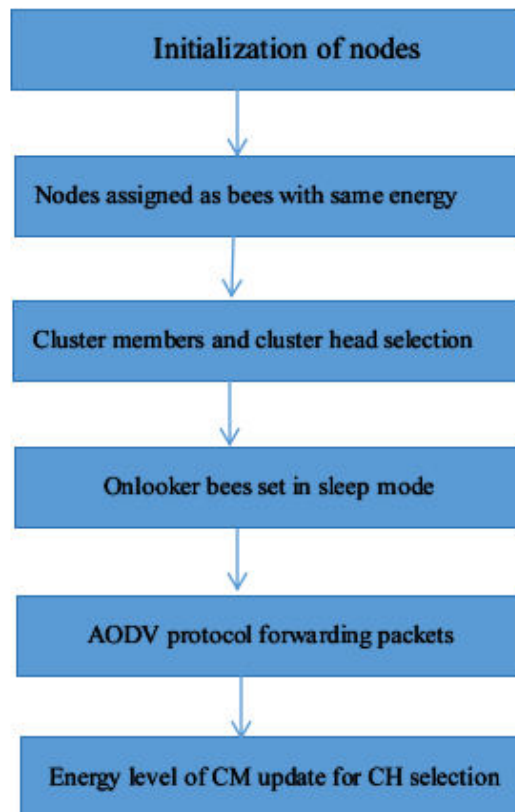 Initialization of nodes
Nodes assigned as bees with same energy
Cluster members and cluster head selection
Onlooker bees set in sleep mode
AODV protocol forwarding packets
Energy level of CM update for CH selection